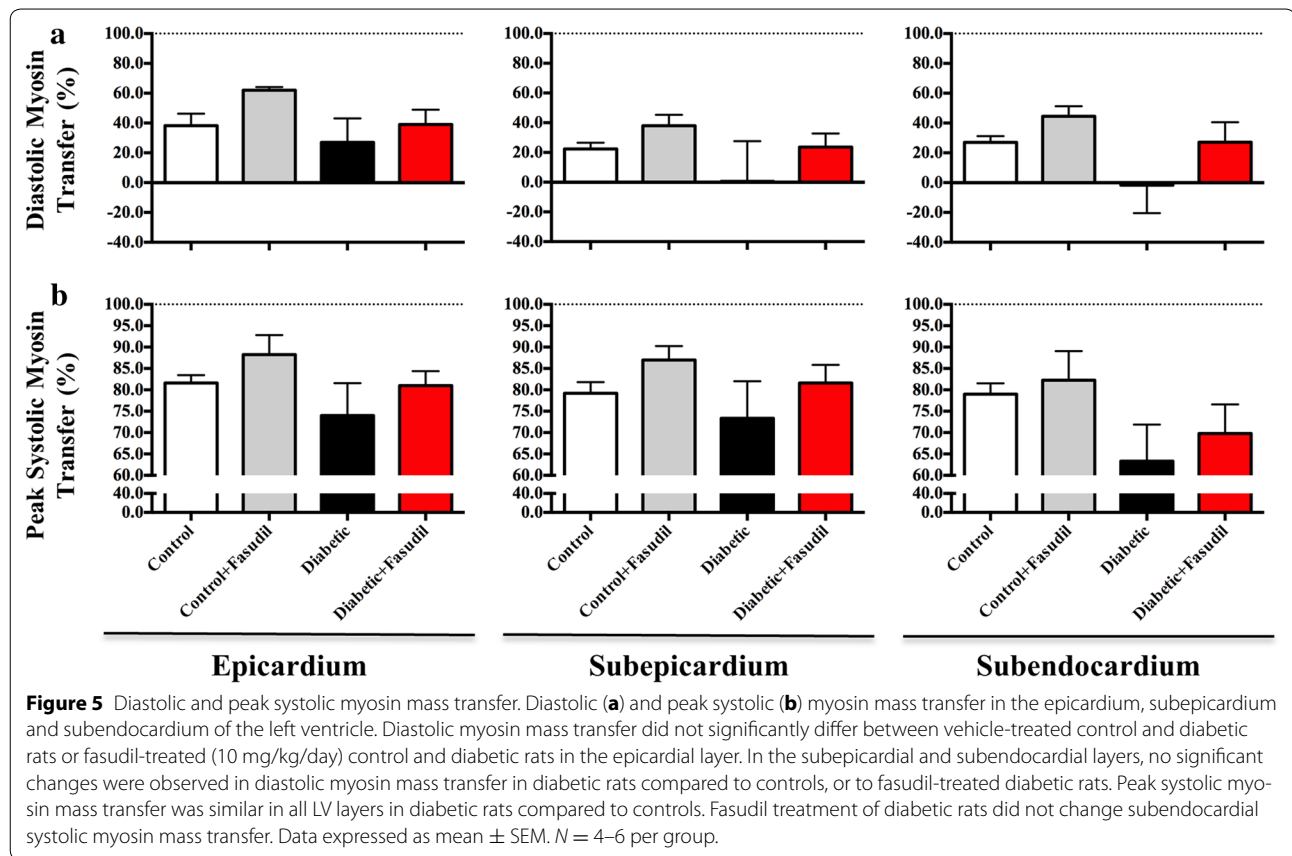 a
Diastolic Myosin
Transfer (%)
100.0
80.0
60.0
40.0
20.0
0.0
-20.0
-40.0
100.0
80.0
60.0
40.0
20.0
0.0
-20.0
-40.0
100.0
80.0
60.0
40.0
20.0
0.0
-20.0
-40.0
b
Peak Systolic Myosin
Transfer (%)
100.0
95.0
90.0
85.0
80.0
75.0
70.0
65.0
60.0
40.0
0.0
100.0
95.0
90.0
85.0
80.0
75.0
70.0
65.0
60.0
40.0
0.0
100.0
95.0
90.0
85.0
80.0
75.0
70.0
65.0
60.0
40.0
0.0
Control
Control+Fasudil
Diabetic
Diabetic+Fasudil
Control
Control+Fasudil
Diabetic
Diabetic+Fasudil
Control
Control+Fasudil
Diabetic
Diabetic+Fasudil
Epicardium
Subepicardium
Subendocardium
Figure 5 Diastolic and peak systolic myosin mass transfer. Diastolic (a) and peak systolic (b) myosin mass transfer in the epicardium, subepicardium
and subendocardium of the left ventricle. Diastolic myosin mass transfer did not significantly differ between vehicle-treated control and diabetic
rats or fasudil-treated (10 mg/kg/day) control and diabetic rats in the epicardial layer. In the subepicardial and subendocardial layers, no significant
changes were observed in diastolic myosin mass transfer in diabetic rats compared to controls, or to fasudil-treated diabetic rats. Peak systolic myo-
sin mass transfer was similar in all LV layers in diabetic rats compared to controls. Fasudil treatment of diabetic rats did not change subendocardial
systolic myosin mass transfer. Data expressed as mean ± SEM. N = 4–6 per group.